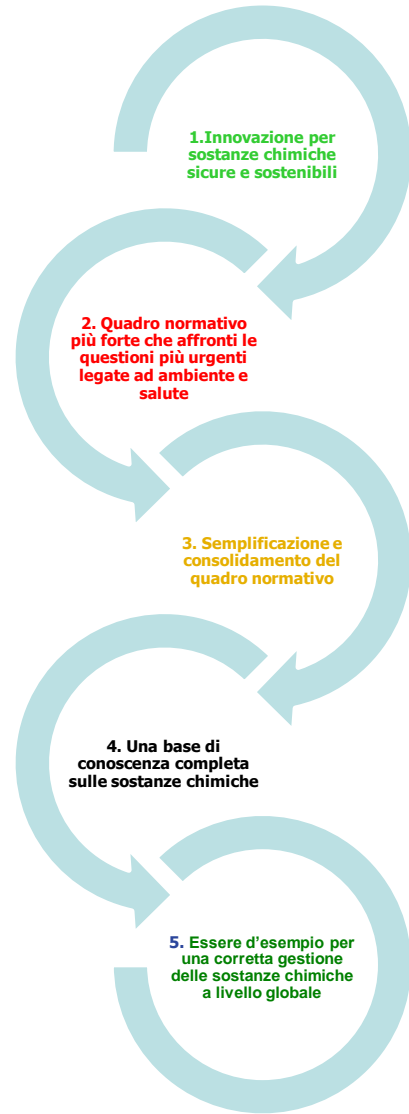 1.Innovazione per
sostanze chimiche
sicure e sostenibili
2. Quadro normativo
più forte che affronti le
questioni più urgenti
legate ad ambiente e
salute
3. Semplificazione e
consolidamento del
quadro normativo
4. Una base di
conoscenza completa
sulle sostanze chimiche
5. Essere d'esempio per
una corretta gestione
delle sostanze chimiche
a livello globale